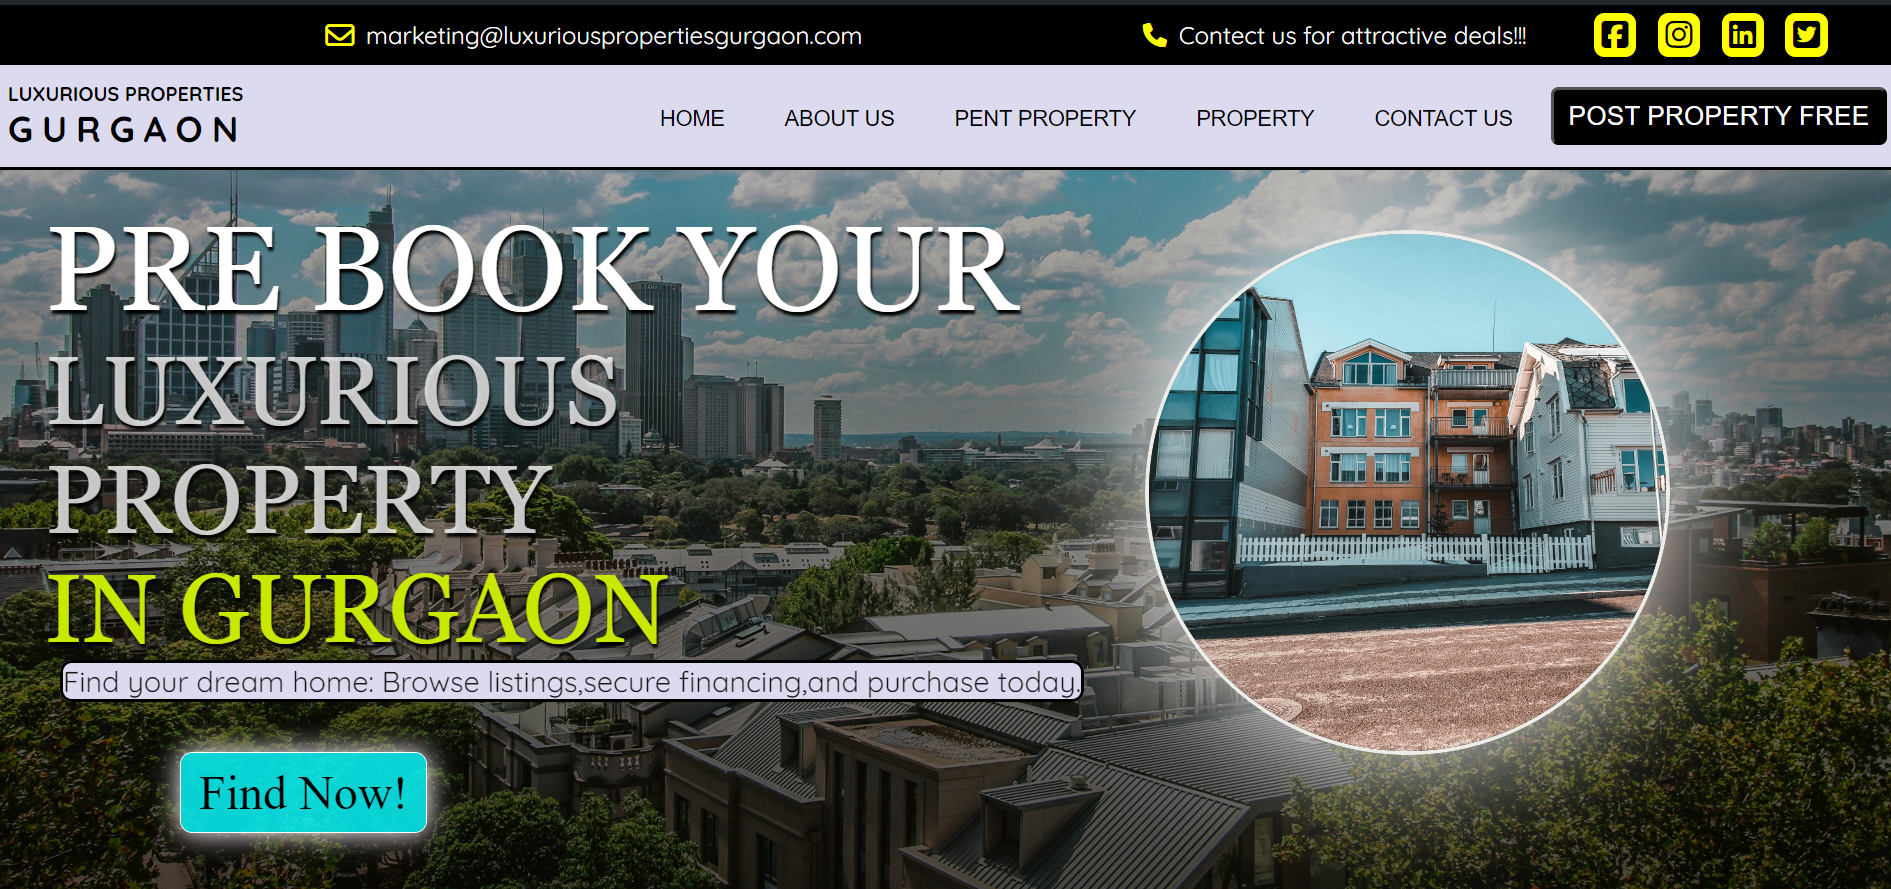 marketing@luxuriouspropertiesgurgaon.com
Contect us for attractive deals!!!
LUXURIOUS PROPERTIES
GURGAON
HOME
ABOUT US
PENT PROPERTY
PROPERTY
CONTACT US
POST PROPERTY FREE
PRE BOOK YOUR
LUXURIOUS
PROPERTY
IN GURGAON
Find your dream home: Browse listings,secure financing,and purchase today.
Find Now!